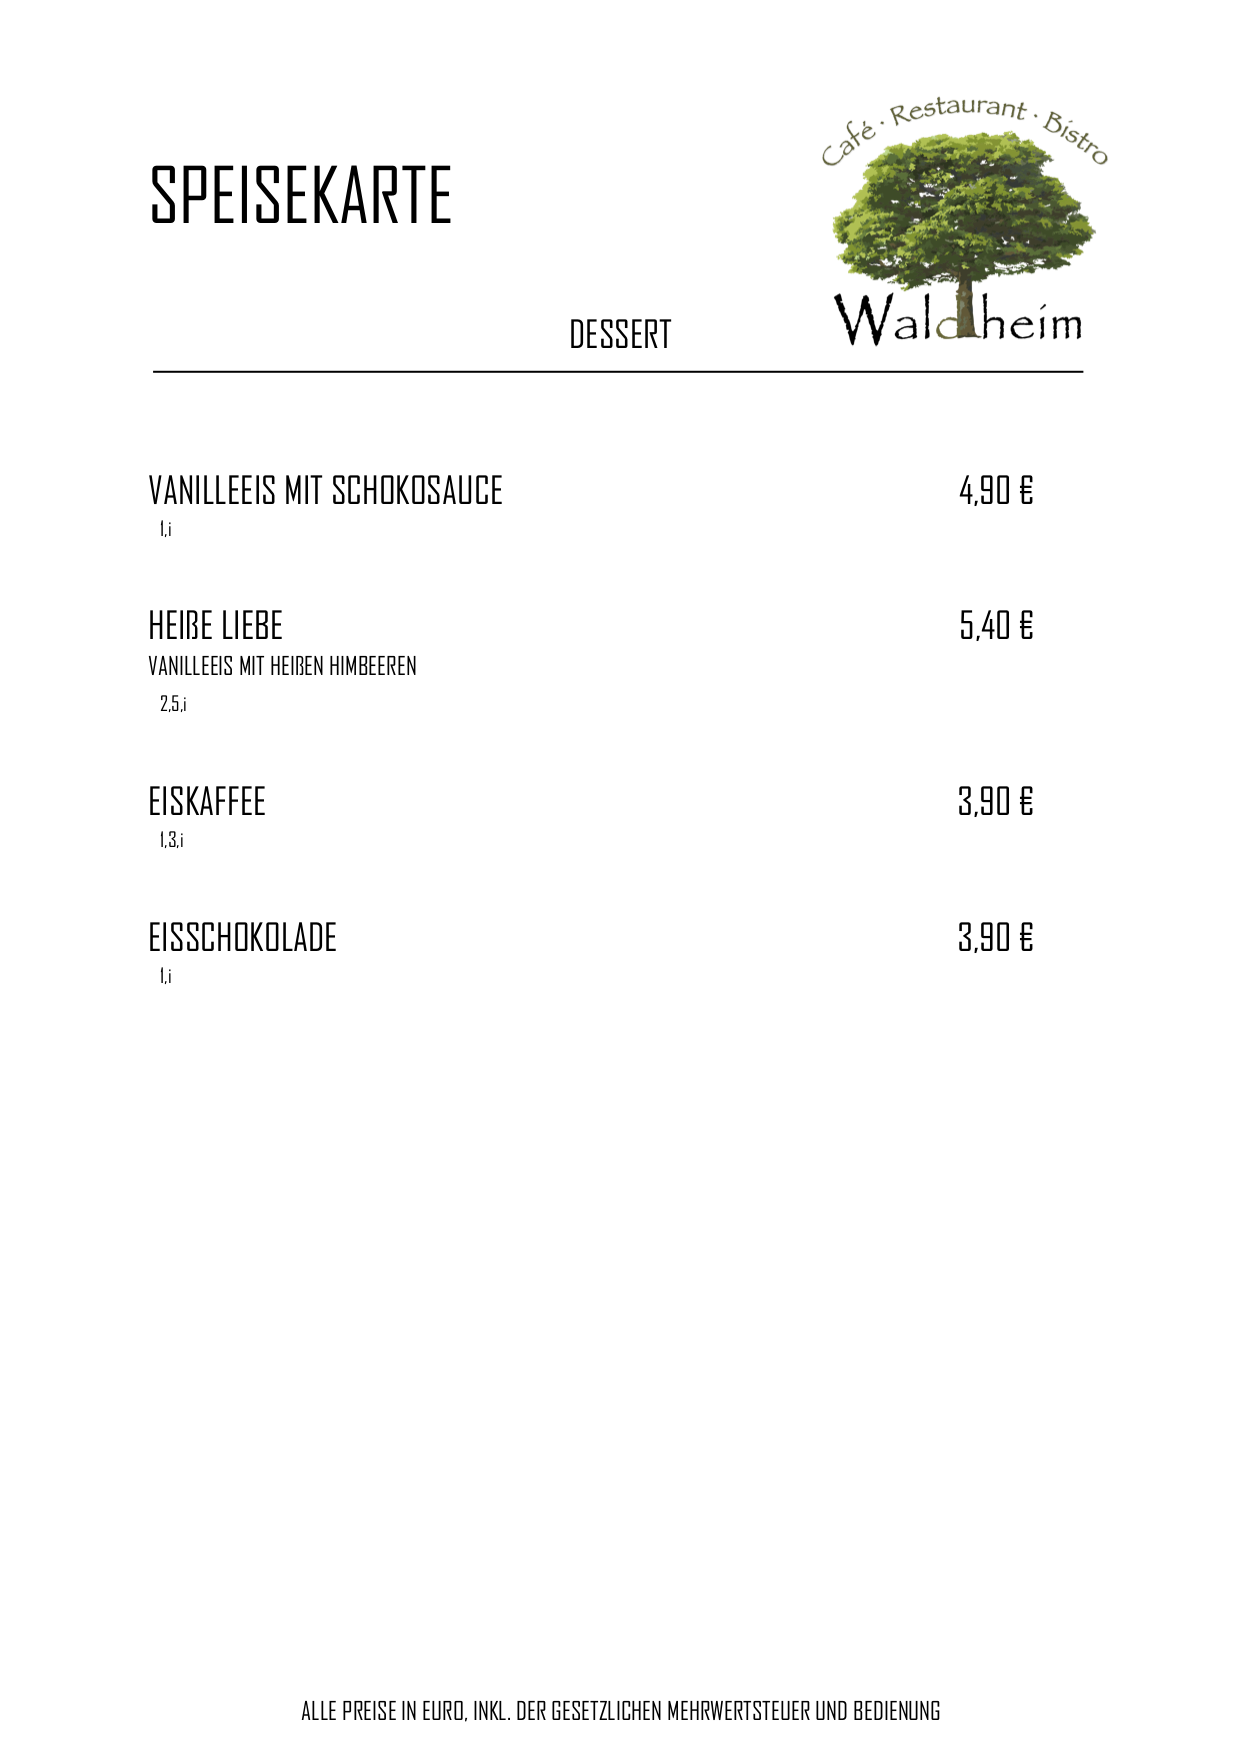 Café · Restaurant · Bistro
SPEISEKARTE
Waldheim
DESSERT
VANILLEEIS MIT SCHOKOSAUCE 4,90 €
1,i
HEIßE LIEBE 5,40 €
VANILLEEIS MIT HEIßEN HIMBEEREN
2,5,i
EISKAFFEE 3,90 €
1,3,i
EISSCHOKOLADE 3,90 €
1,i
ALLE PREISE IN EURO, INKL. DER GESETZLICHEN MEHRWERTSTEUER UND BEDIENUNG